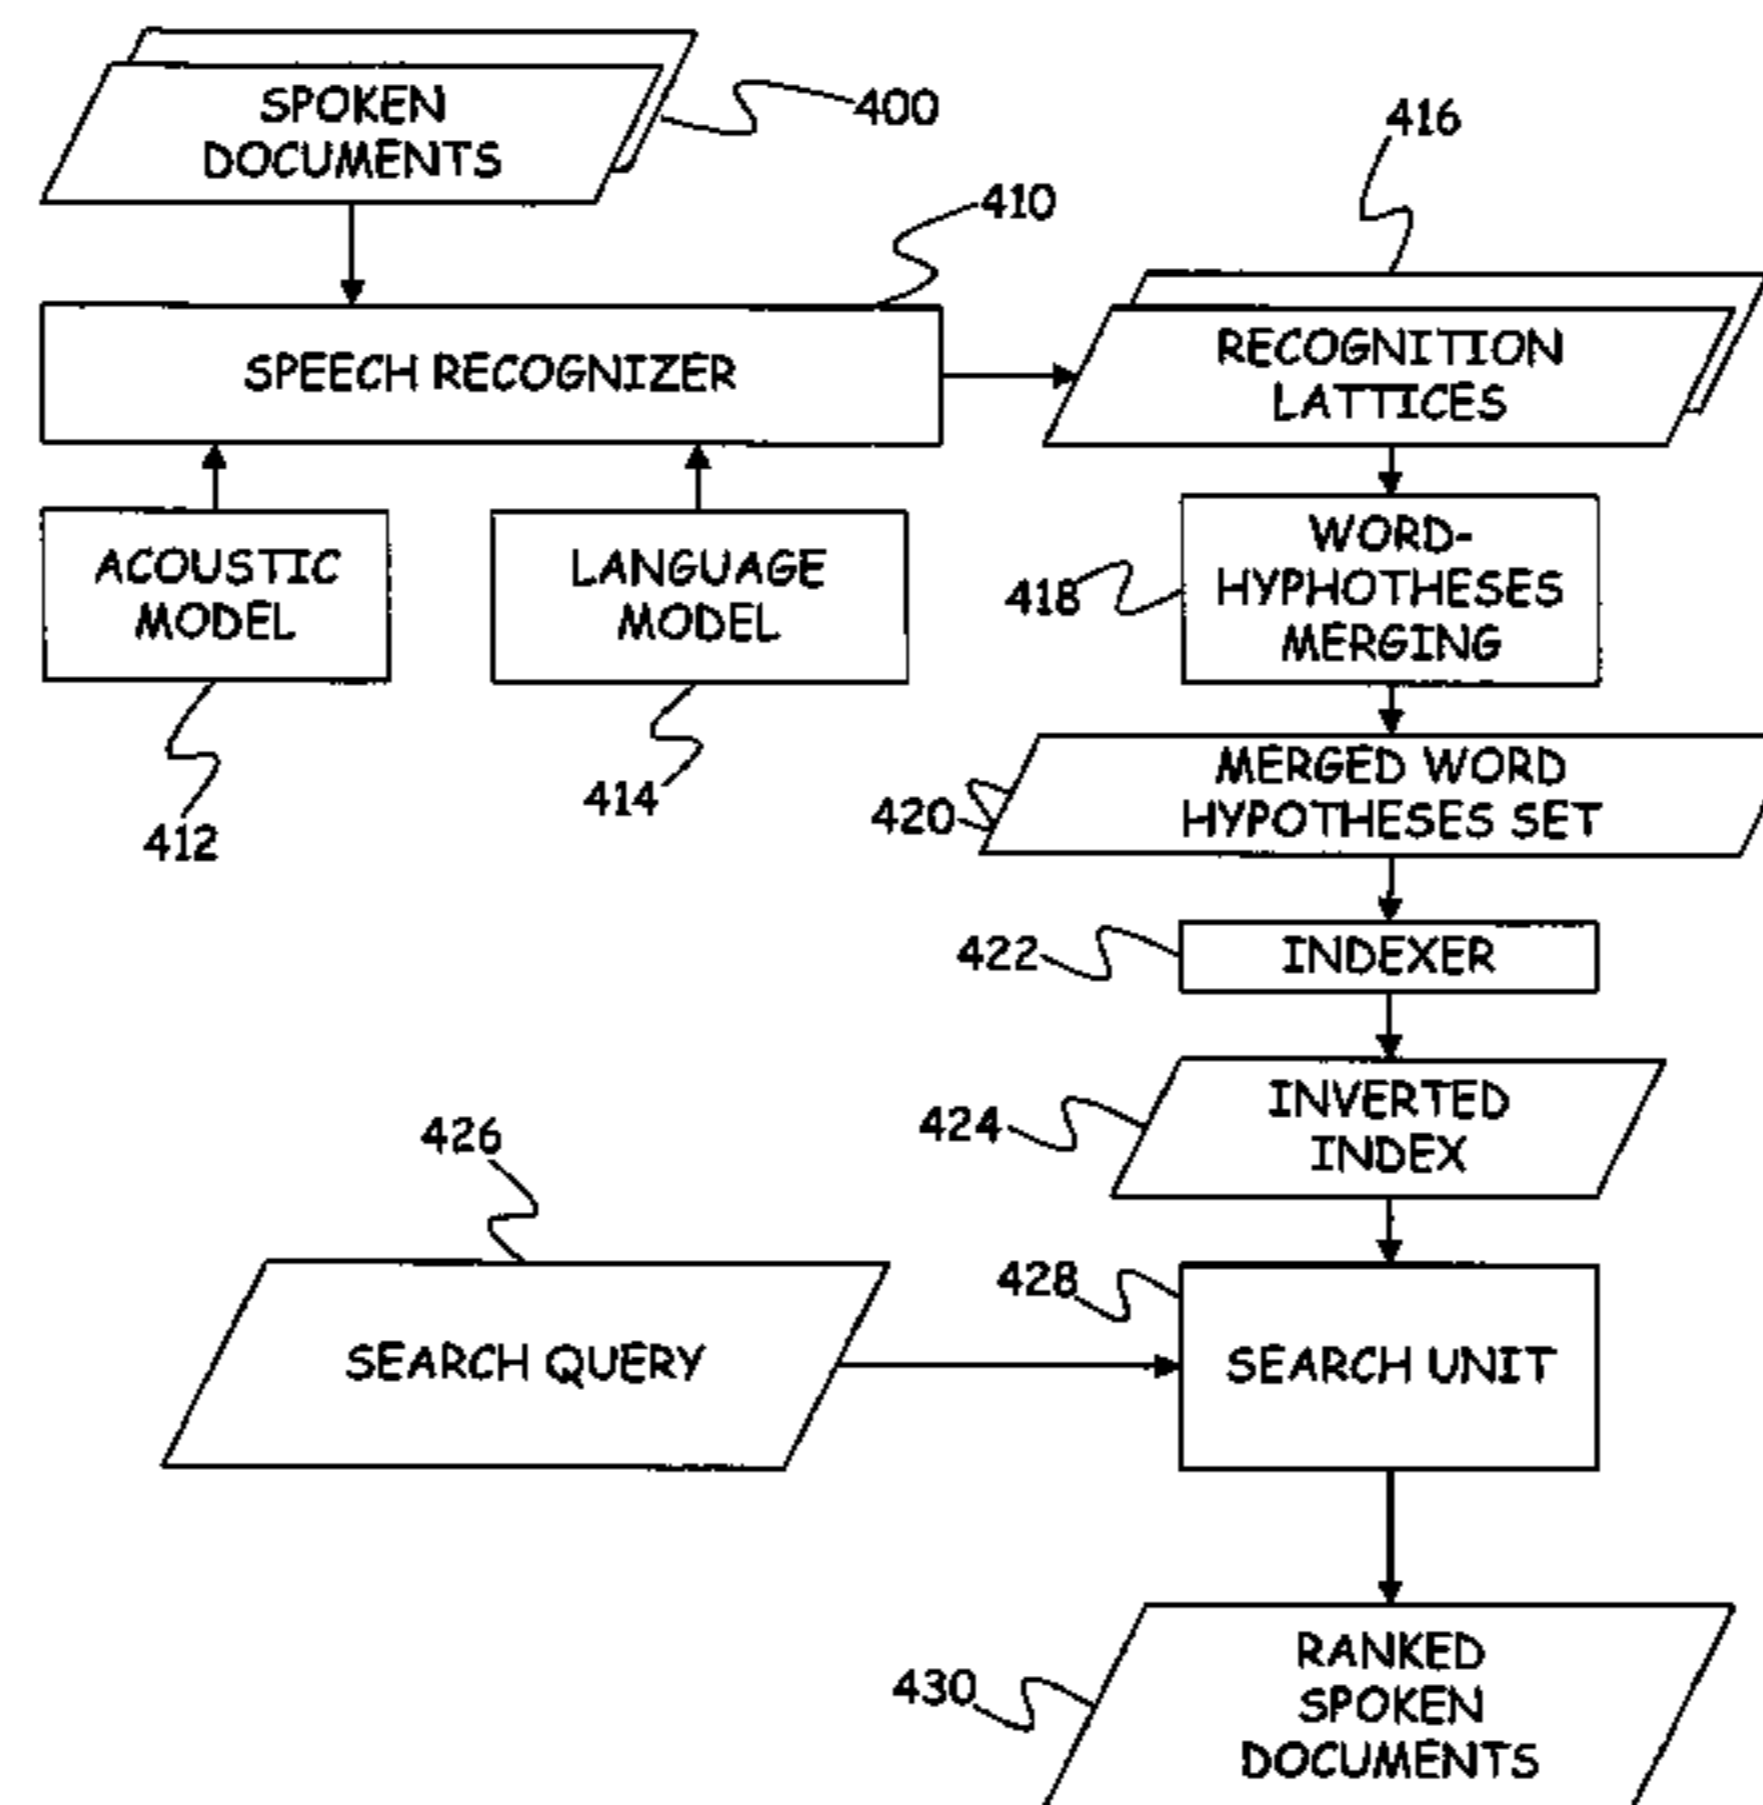 SPOKEN
DOCUMENTS
400
410
416
SPEECH RECOGNIZER
RECOGNITION
LATTICES
ACOUSTIC
MODEL
LANGUAGE
MODEL
WORD-
HYPHOTHESES
MERGING
418
412
414
MERGED WORD
HYPOTHESES SET
420
422
INDEXER
424
INVERTED
INDEX
426
428
SEARCH QUERY
SEARCH UNIT
430
RANKED
SPOKEN
DOCUMENTS